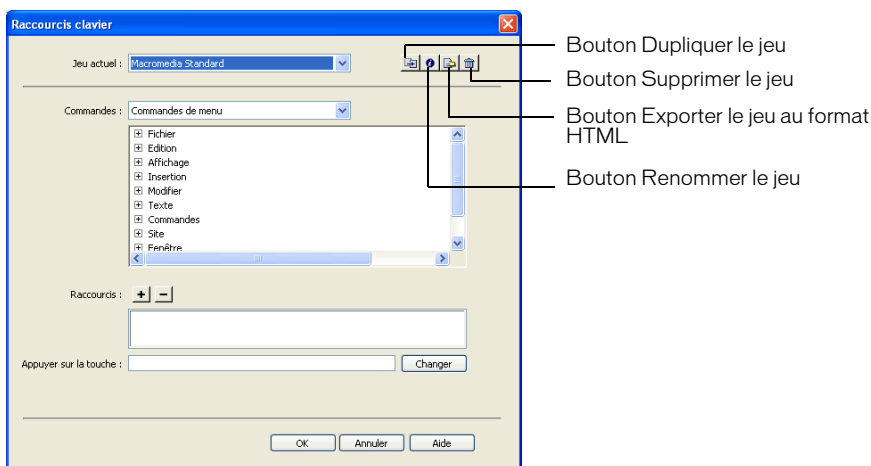 Raccourcis clavier
Jeu actuel : Macromedia Standard
Bouton Dupliquer le jeu
Bouton Supprimer le jeu
Bouton Exporter le jeu au format
HTML
Bouton Renommer le jeu
Commandes : Commandes de menu
Fichier
Edition
Affichage
Insertion
Modifier
Texte
Commandes
Site
Fenêtre
Raccourcis : + −
Appuyer sur la touche : Changer
OK Annuler Aide